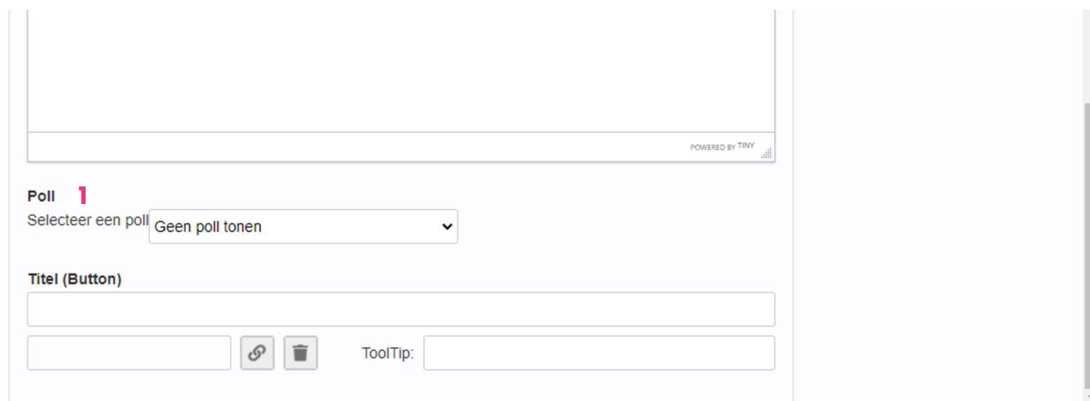 POWERED BY TINY
Poll 1
Selecteer een poll Geen poll tonen
Titel (Button)
ToolTip: